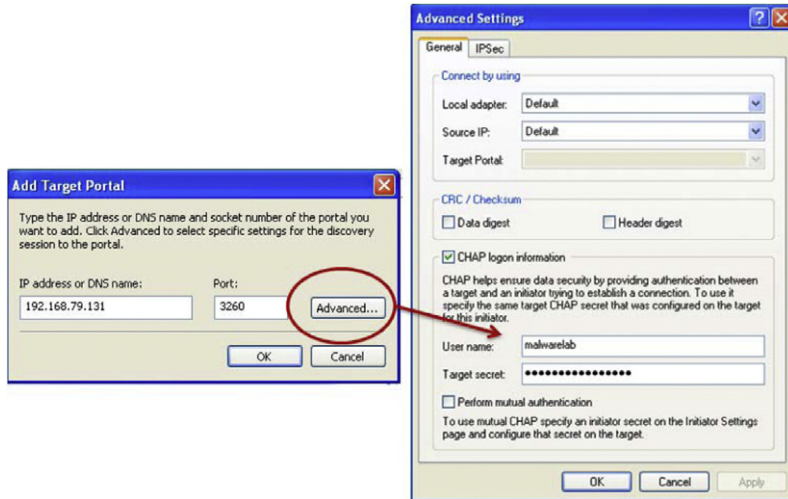 Add Target Portal
Type the IP address or DNS name and socket number of the portal you
want to add. Click Advanced to select specific settings for the discovery
session to the portal.
IP address or DNS name:
Port:
192.168.79.131
3260
Advanced...
OK
Cancel
Advanced Settings
General
IPSec
Connect by using
Local adapter:
Default
Source IP:
Default
Target Portal:
CRC / Checksum
Data digest
Header digest
CHAP logon information
CHAP helps ensure data security by providing authentication between
a target and an initiator trying to establish a connection. To use it
specify the same target CHAP secret that was configured on the target
for this initiator.
User name:
malwarelab
Target secret:
••••••••••••••••
Perform mutual authentication
To use mutual CHAP specify an initiator secret on the Initiator Settings
page and configure that secret on the target.
OK
Cancel
Apply